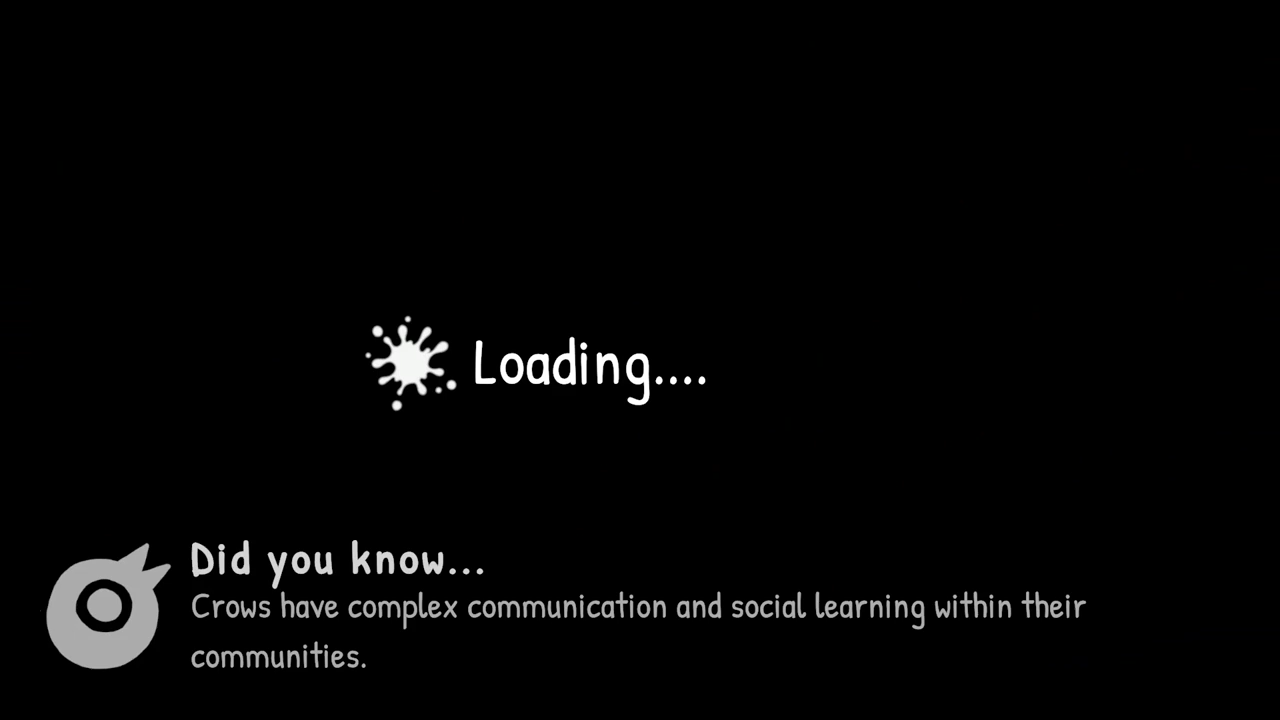 Loading....
Did you know...
Crows have complex communication and social learning within their
communities.